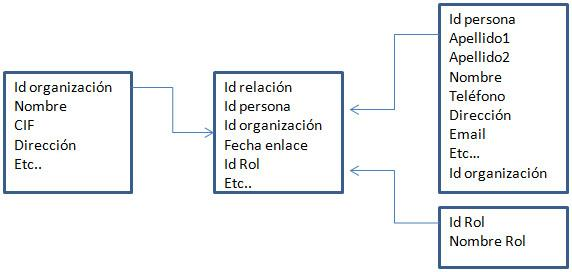 Id organización
Nombre
CIF
Dirección
Etc..
Id relación
Id persona
Id organización
Fecha enlace
Id Rol
Etc..
Id persona
Apellido1
Apellido2
Nombre
Teléfono
Dirección
Email
Etc...
Id organización
Id Rol
Nombre Rol